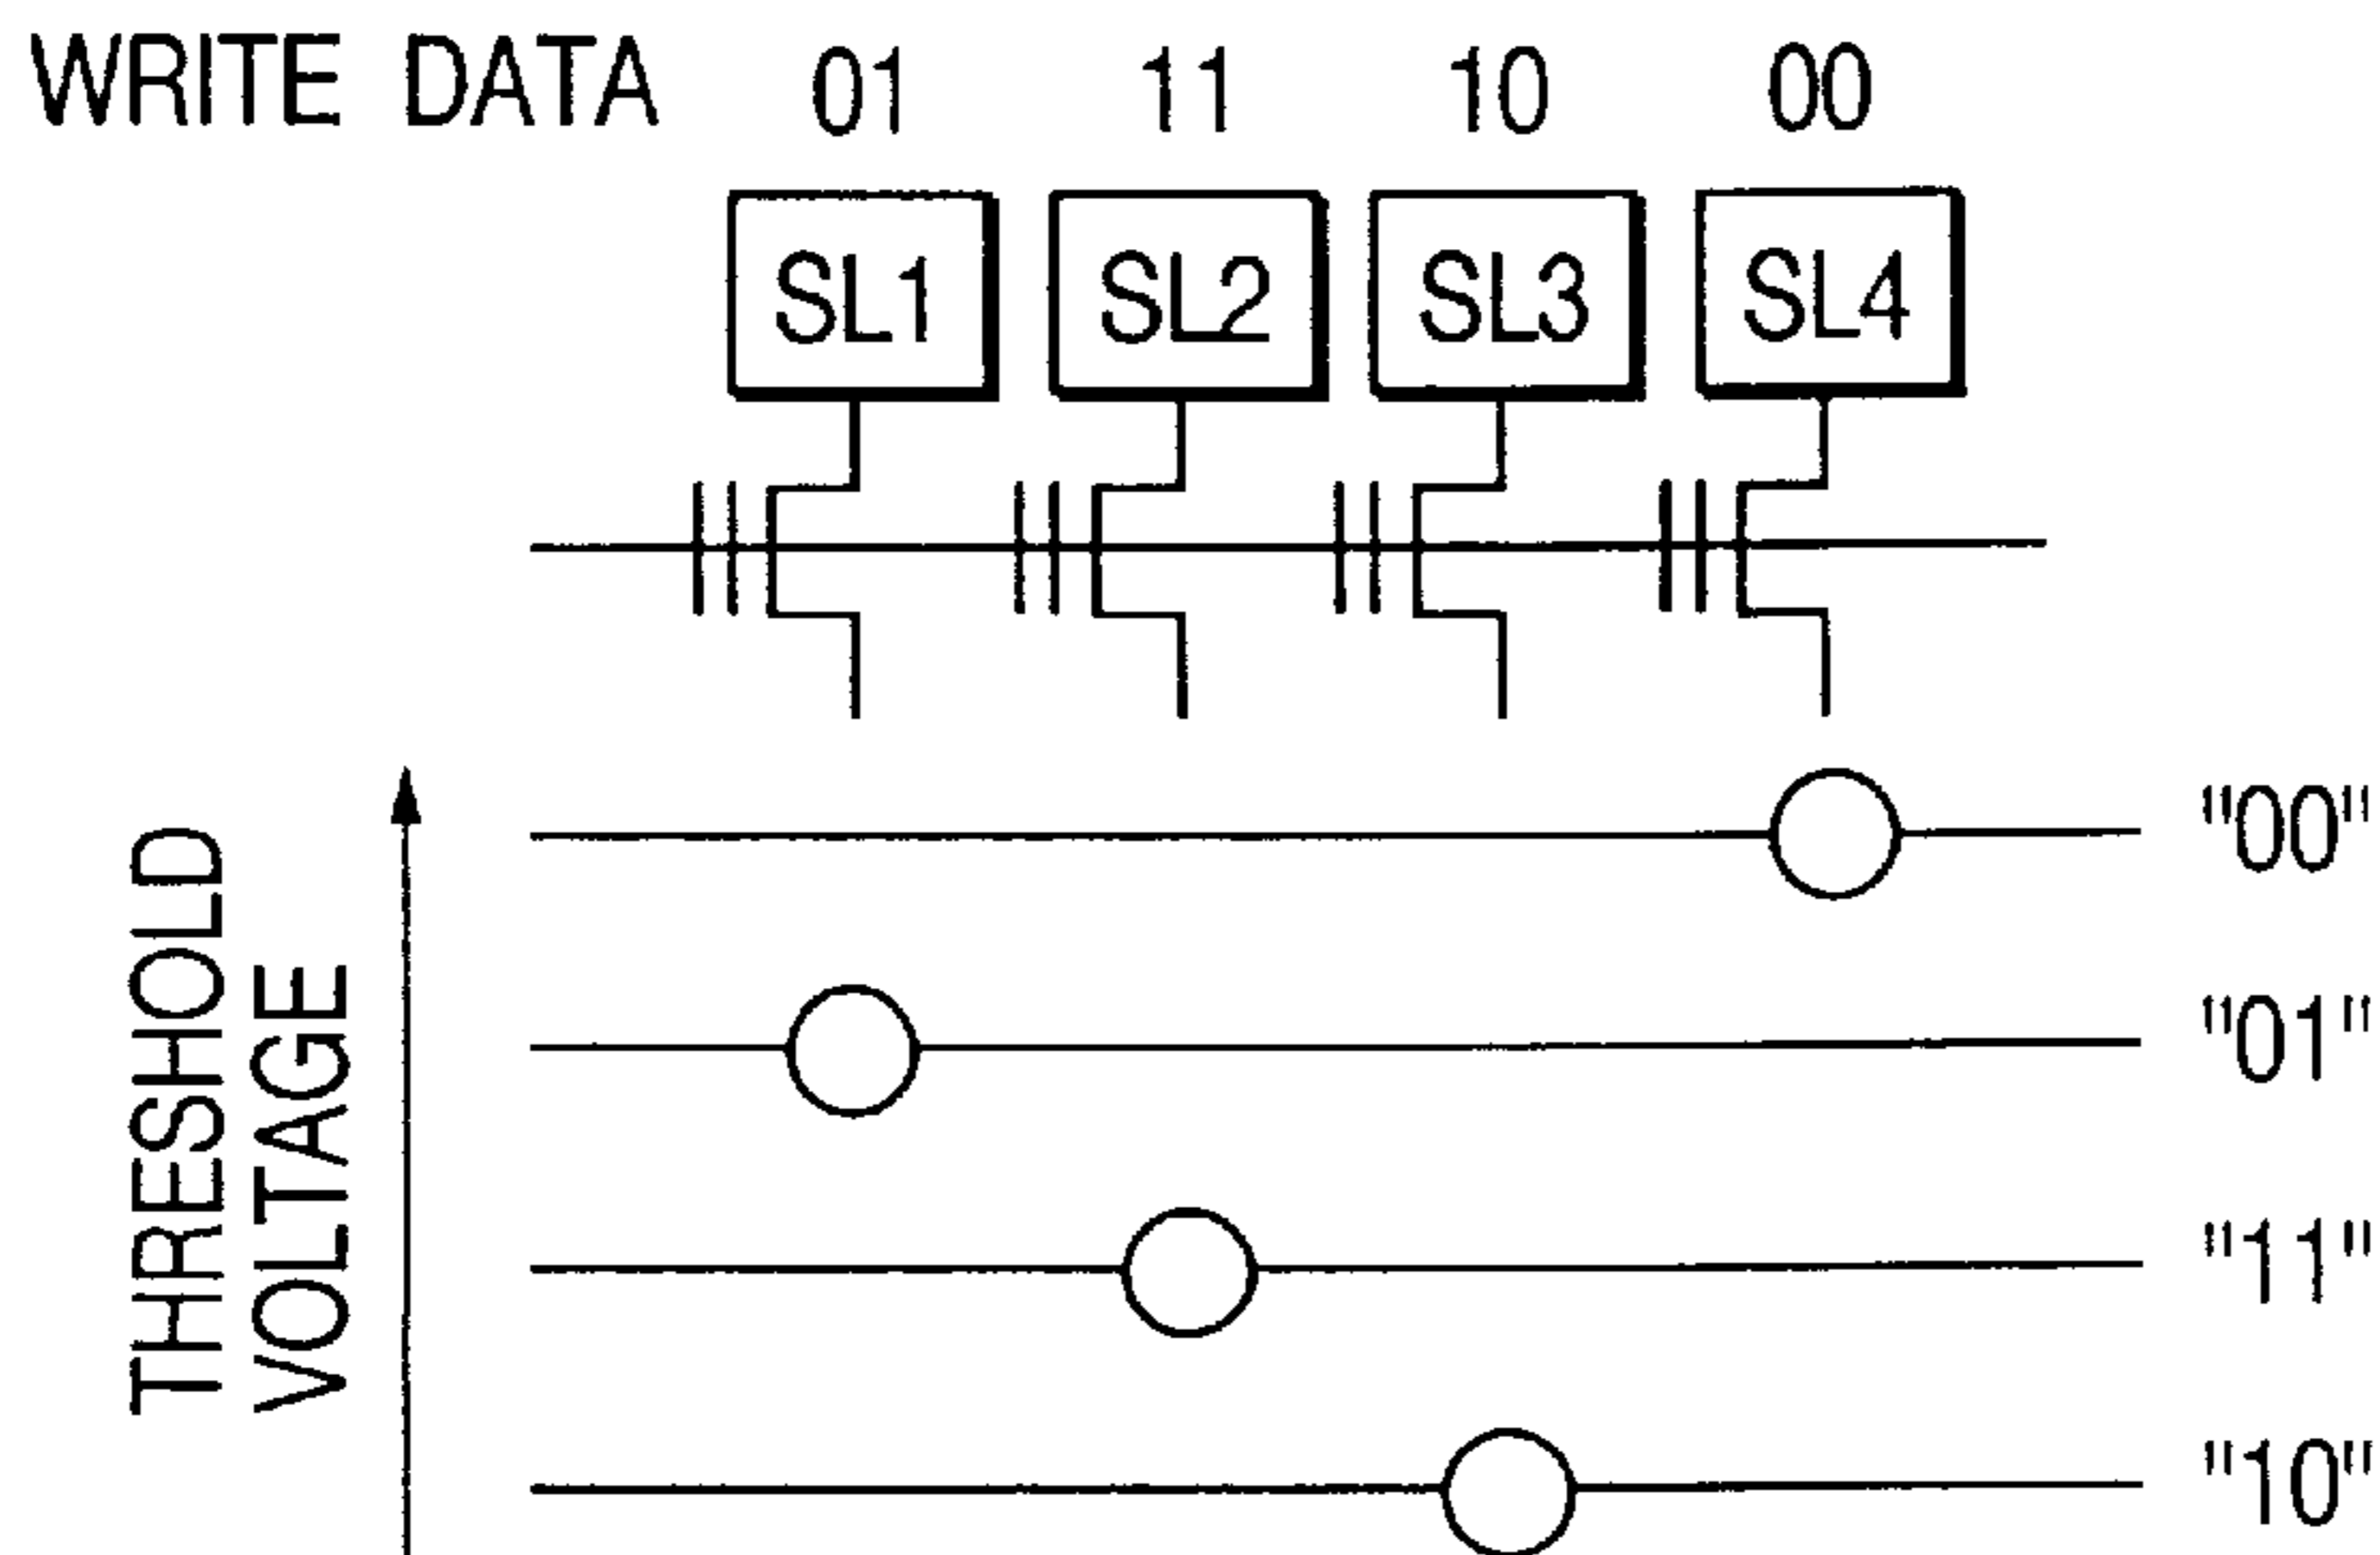 WRITE DATA 01 11 10 00
SL1 SL2 SL3 SL4
THRESHOLD
VOLTAGE
"00"
"01"
"11"
"10"